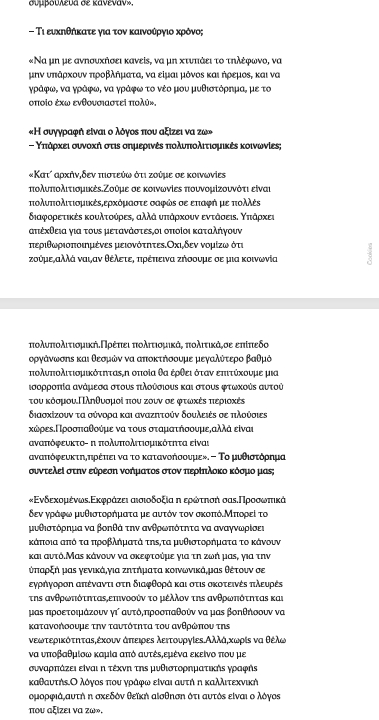 συμβουλεύα σε κανέναν».
– Τι ευχηθήκατε για τον καινούργιο χρόνο;
«Να μη με ανησυχήσει κανείς, να μη χτυπάει το τηλέφωνο, να
μην υπάρχουν προβλήματα, να είμαι μόνος και ήρεμος, και να
γράφω, να γράφω, να γράφω το νέο μου μυθιστόρημα, με το
οποίο έχω ενθουσιαστεί πολύ».
«Η συγγραφή είναι ο λόγος που αξίζει να ζω»
– Υπάρχει συνοχή στις σημερινές πολυπολιτισμικές κοινωνίες;
«Κατ΄ αρχήν,δεν πιστεύω ότι ζούμε σε κοινωνίες
πολυπολιτισμικές.Ζούμε σε κοινωνίες πουνομίζουνότι είναι
πολυπολιτισμικές,ερχόμαστε σαφώς σε επαφή με πολλές
διαφορετικές κουλτούρες, αλλά υπάρχουν εντάσεις. Υπάρχει
απέχθεια για τους μετανάστες,οι οποίοι καταλήγουν
περιθωριοποιημένες μειονότητες.Οχι,δεν νομίζω ότι
ζούμε,αλλά ναι,αν θέλετε, πρέπεινα ζήσουμε σε μια κοινωνία
Cookies
πολυπολιτισμική.Πρέπει πολιτισμικά, πολιτικά,σε επίπεδο
οργάνωσης και θεσμών να αποκτήσουμε μεγαλύτερο βαθμό
πολυπολιτισμικότητας,η οποία θα έρθει όταν επιτύχουμε μια
ισορροπία ανάμεσα στους πλούσιους και στους φτωχούς αυτού
του κόσμου.Πληθυσμοί που ζουν σε φτωχές περιοχές
διασχίζουν τα σύνορα και αναζητούν δουλειές σε πλούσιες
χώρες.Προσπαθούμε να τους σταματήσουμε,αλλά είναι
αναπόφευκτο- η πολυπολιτισμικότητα είναι
αναπόφευκτη,πρέπει να το κατανοήσουμε». – Το μυθιστόρημα
συντελεί στην εύρεση νοήματος στον περίπλοκο κόσμο μας;
«Ενδεχομένως.Εκφράζει αισιοδοξία η ερώτησή σας.Προσωπικά
δεν γράφω μυθιστορήματα με αυτόν τον σκοπό.Μπορεί το
μυθιστόρημα να βοηθά την ανθρωπότητα να αναγνωρίσει
κάποια από τα προβλήματά της,τα μυθιστορήματα το κάνουν
και αυτό.Μας κάνουν να σκεφτούμε για τη ζωή μας, για την
ύπαρξή μας γενικά,για ζητήματα κοινωνικά,μας θέτουν σε
εγρήγορση απέναντι στη διαφθορά και στις σκοτεινές πλευρές
της ανθρωπότητας,επινοούν το μέλλον της ανθρωπότητας και
μας προετοιμάζουν γι΄ αυτό,προσπαθούν να μας βοηθήσουν να
κατανοήσουμε την ταυτότητα του ανθρώπου της
νεωτερικότητας,έχουν άπειρες λειτουργίες.Αλλά,χωρίς να θέλω
να υποβαθμίσω καμία από αυτές,εμένα εκείνο που με
συναρπάζει είναι η τέχνη της μυθιστορηματικής γραφής
καθαυτής.Ο λόγος που γράφω είναι αυτή η καλλιτεχνική
ομορφιά,αυτή η σχεδόν θεϊκή αίσθηση ότι αυτός είναι ο λόγος
που αξίζει να ζω».